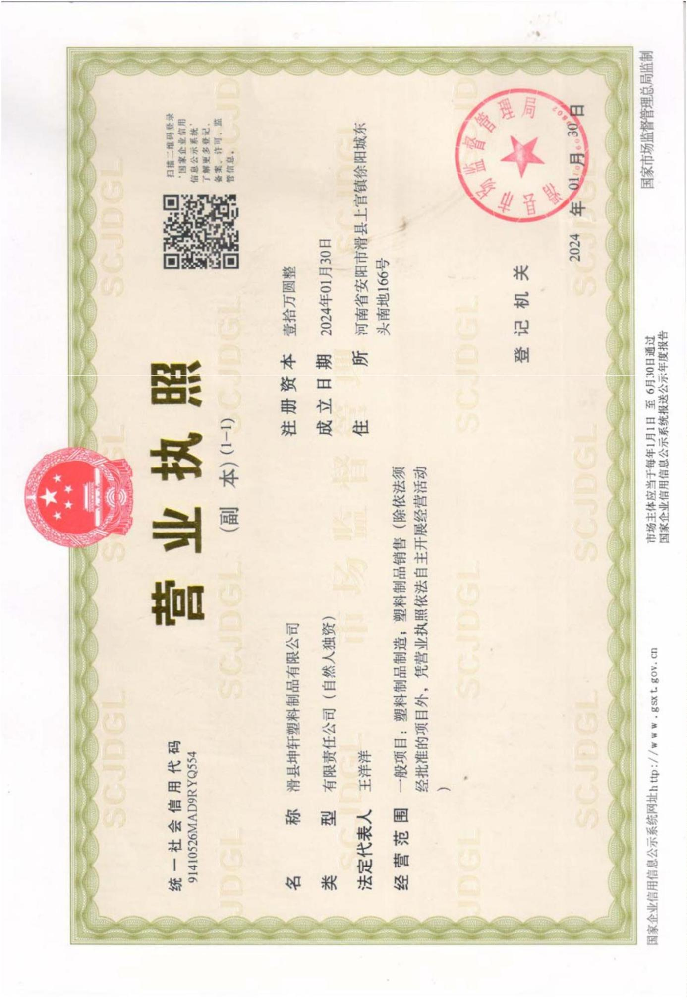 营业执照
(副 本)(1-1)
统一社会信用代码
91410526MAD9RYQ554
扫描二维码登录
'国家企业信用
信息公示系统'
了解更多登记、
备案、许可、监
管信息。
名 称 滑县坤轩塑料制品有限公司
类 型 有限责任公司（自然人独资）
法定代表人 王洋洋
经营范围 一般项目：塑料制品制造；塑料制品销售（除依法须
经批准的项目外，凭营业执照依法自主开展经营活动
）
注册资本 壹拾万圆整
成立日期 2024年01月30日
住 所 河南省安阳市滑县上官镇徐阳城东
头南地166号
登记机关
滑县市场监督管理局
2024 年 01 月 30 日
国家企业信用信息公示系统网址http://www.gsxt.gov.cn
市场主体应当于每年1月1日 至 6月30日通过
国家企业信用信息公示系统报送公示年度报告
国家市场监督管理总局监制